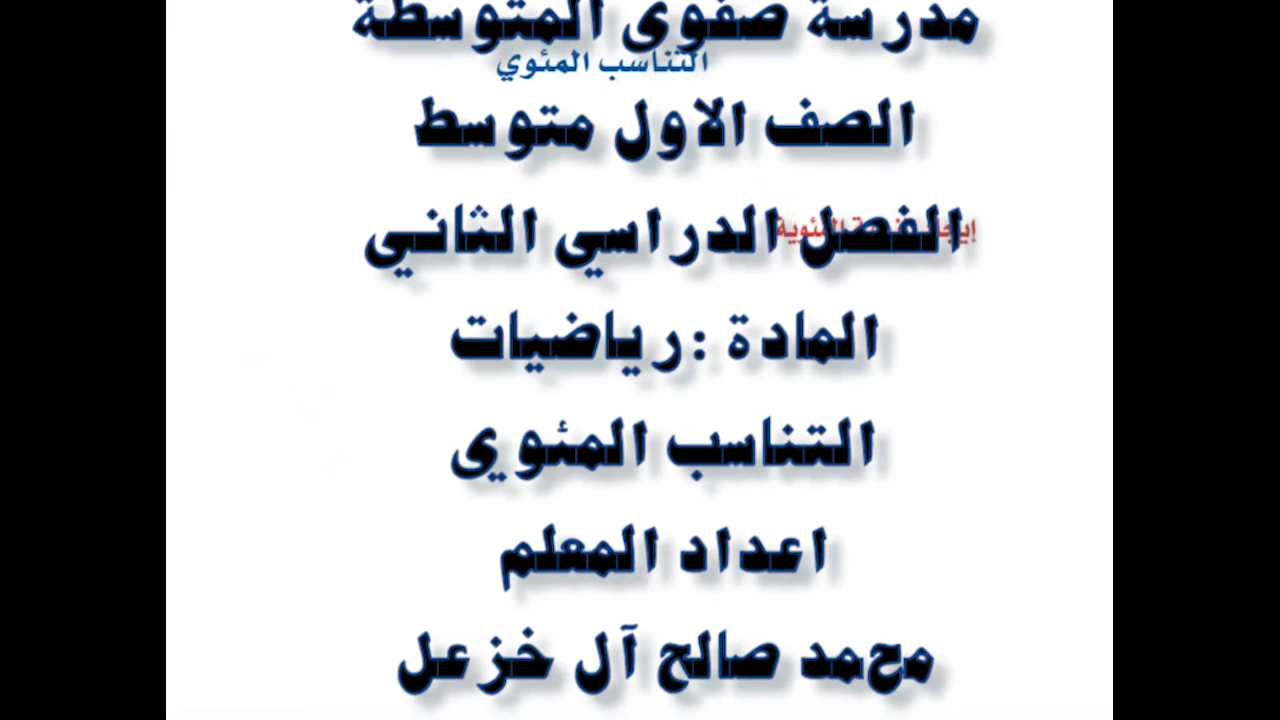 مدرسة صفوى المتوسطة
التناسب المئوي
الصف الاول متوسط
الفصل الدراسي الثاني
المادة :رياضيات
التناسب المئوي
اعداد المعلم
محمد صالح آل خزعل